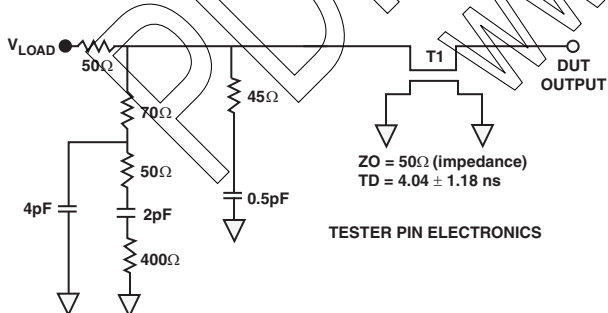 V_LOAD
50Ω
T1
DUT
OUTPUT
70Ω
45Ω
50Ω
ZO = 50Ω (impedance)
TD = 4.04 ± 1.18 ns
4pF
2pF
0.5pF
TESTER PIN ELECTRONICS
400Ω